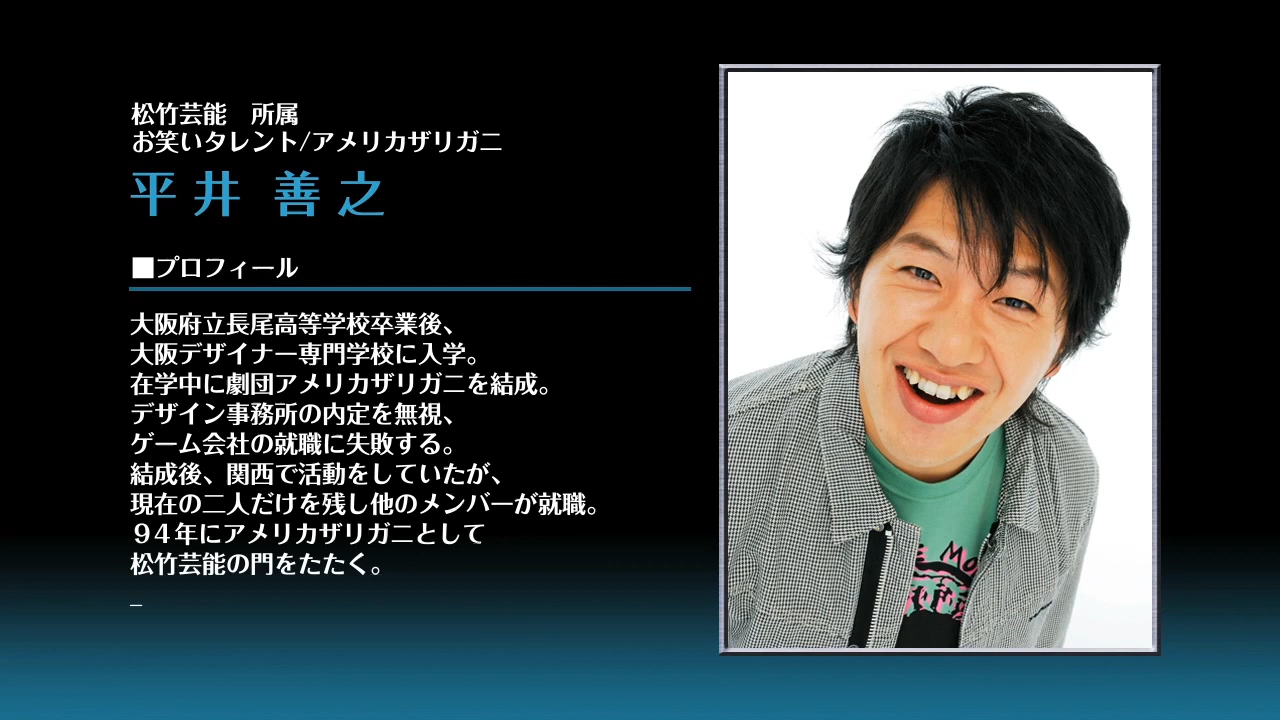 松竹芸能　所属
お笑いタレント/アメリカザリガニ
平井 善之
■プロフィール
大阪府立長尾高等学校卒業後、
大阪デザイナー専門学校に入学。
在学中に劇団アメリカザリガニを結成。
デザイン事務所の内定を無視、
ゲーム会社の就職に失敗する。
結成後、関西で活動をしていたが、
現在の二人だけを残し他のメンバーが就職。
９４年にアメリカザリガニとして
松竹芸能の門をたたく。
_